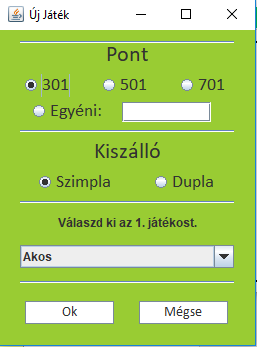 Új Játék
Pont
301 501 701
Egyéni:
Kiszálló
Szimpla Dupla
Válaszd ki az 1. játékost.
Akos
Ok Mégse